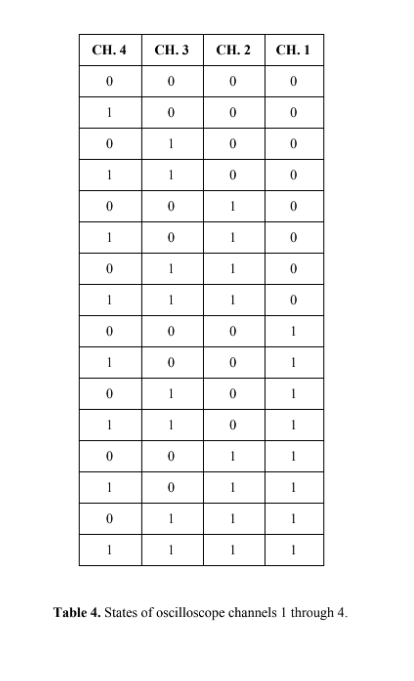 CH. 4 CH. 3 CH. 2 CH. 1
0 0 0 0
1 0 0 0
0 1 0 0
1 1 0 0
0 0 1 0
1 0 1 0
0 1 1 0
1 1 1 0
0 0 0 1
1 0 0 1
0 1 0 1
1 1 0 1
0 0 1 1
1 0 1 1
0 1 1 1
1 1 1 1
Table 4. States of oscilloscope channels 1 through 4.